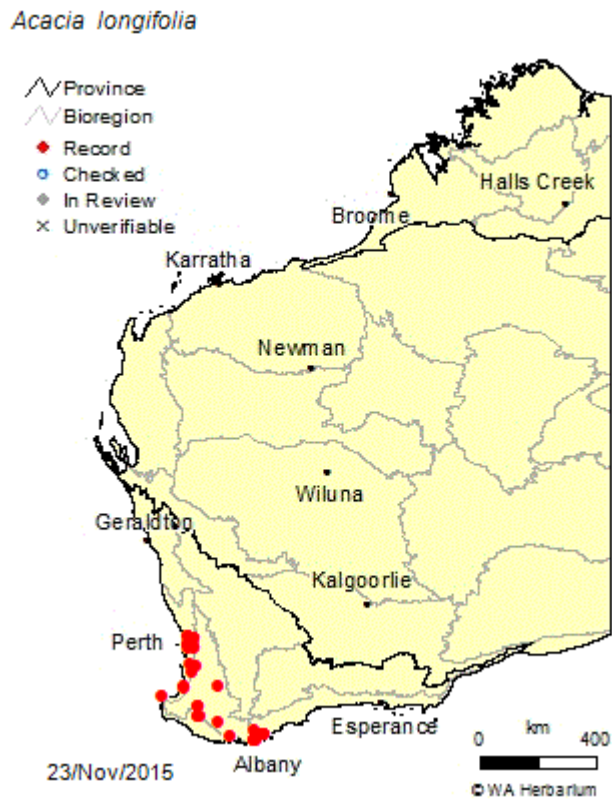 Acacia longifolia
Province
Bioregion
Record
Checked
In Review
Unverifiable
Halls Creek
Broome
Karratha
Newman
Wiluna
Geraldton
Kalgoorlie
Perth
Esperance
Albany
0 km 400
23/Nov/2015
© WA Herbarium